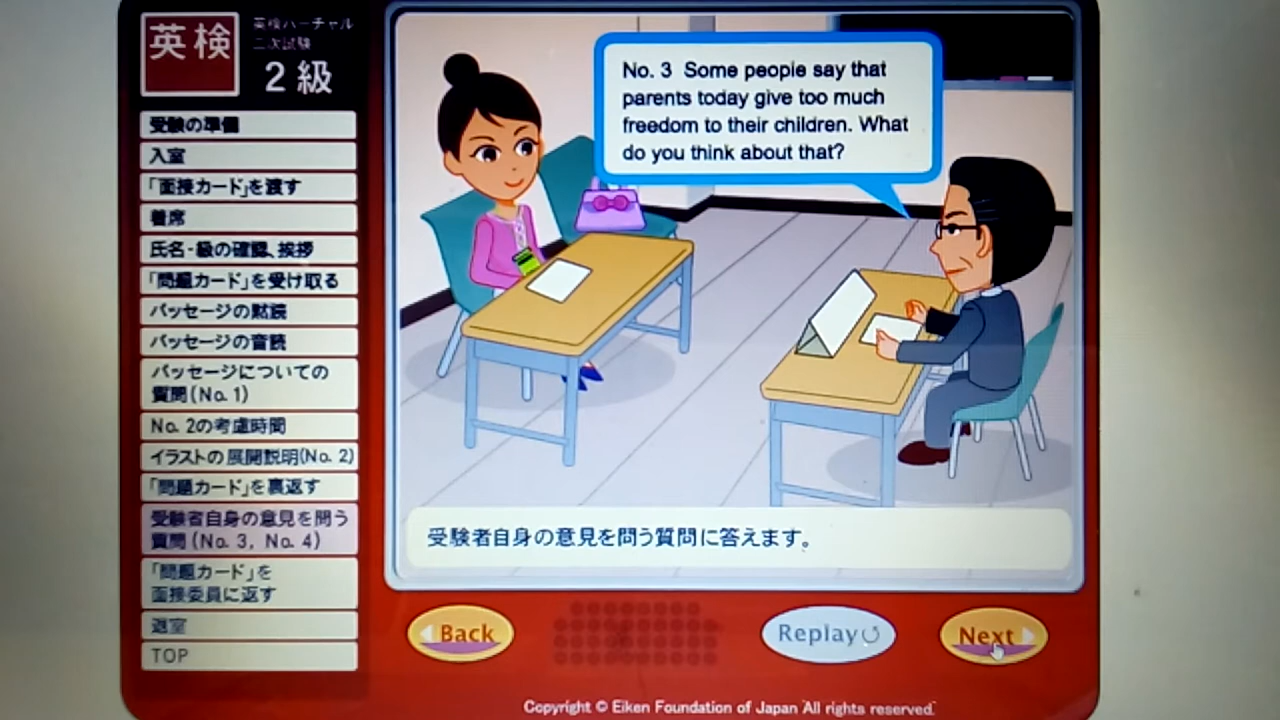 英検
英検バーチャル
二次試験
2級
受験の準備
入室
「面接カード」を渡す
着席
氏名・級の確認、挨拶
「問題カード」を受け取る
パッセージの黙読
パッセージの音読
パッセージについての
質問(No. 1)
No. 2の考慮時間
イラストの展開説明(No. 2)
「問題カード」を裏返す
受験者自身の意見を問う
質問(No. 3, No. 4)
「問題カード」を
面接委員に返す
退室
TOP
No. 3 Some people say that
parents today give too much
freedom to their children. What
do you think about that?
受験者自身の意見を問う質問に答えます。
Back
Replay
Next
Copyright © Eiken Foundation of Japan All rights reserved.